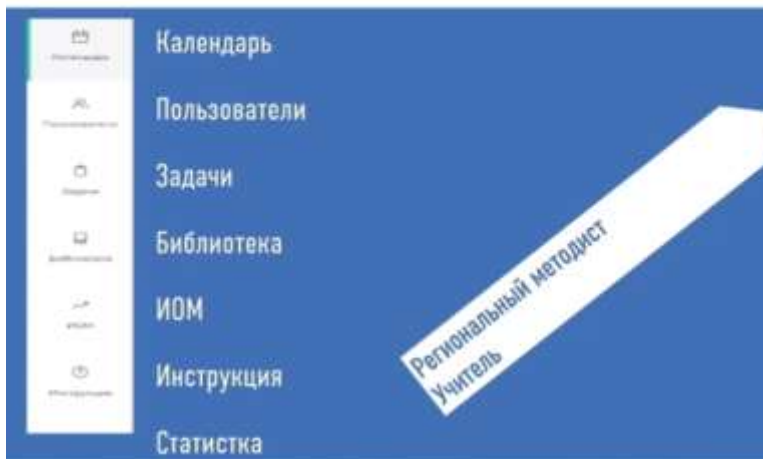 Календарь
Пользователи
Задачи
Библиотека
ИОМ
Инструкция
Статистка
Региональный методист
Учитель